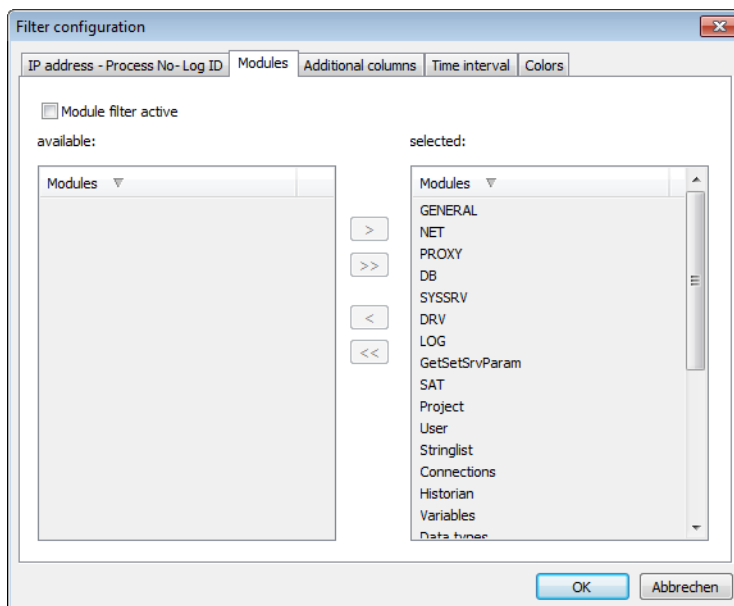 Filter configuration
IP address - Process No- Log ID Modules Additional columns Time interval Colors
Module filter active
available: selected:
Modules Modules
GENERAL
> NET
PROXY
>> DB
SYSSRV
< DRV
LOG
<< GetSetSrvParam
SAT
Project
User
Stringlist
Connections
Historian
Variables
Data types
OK Abbrechen